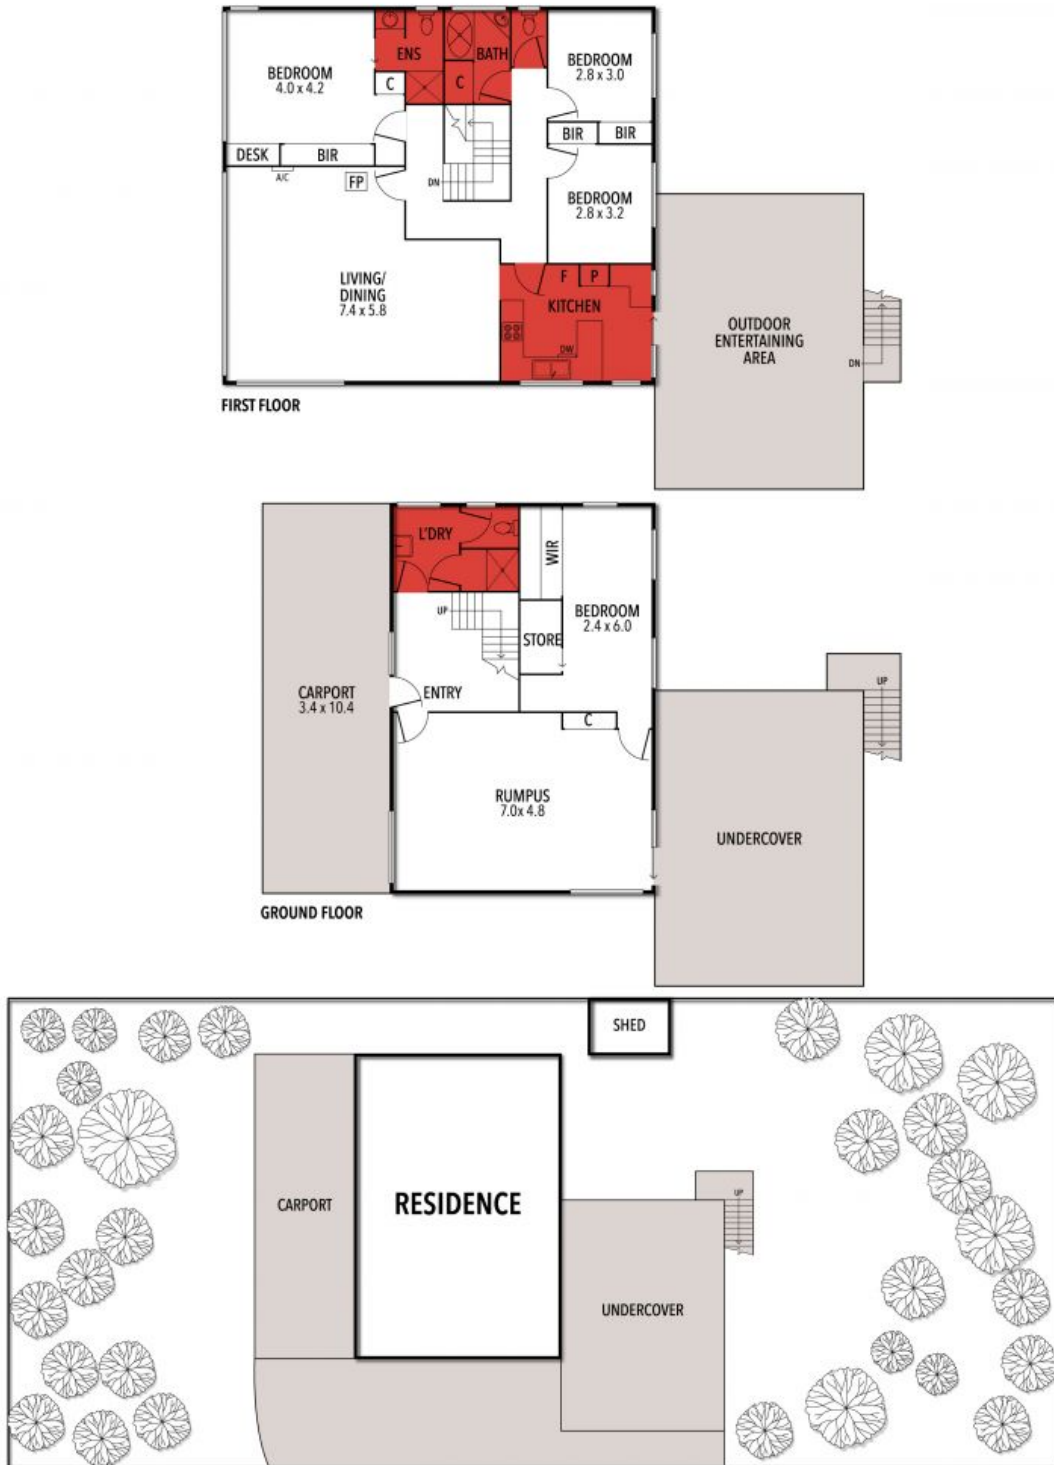 ENS
BATH
BEDROOM
4.0 x 4.2
C
C
BEDROOM
2.8 x 3.0
BIR
BIR
DESK
BIR
A/C
FP
DN
BEDROOM
2.8 x 3.2
LIVING/
DINING
7.4 x 5.8
F
P
KITCHEN
DW
OUTDOOR
ENTERTAINING
AREA
DN
FIRST FLOOR
L'DRY
WIR
UP
BEDROOM
2.4 x 6.0
STORE
CARPORT
3.4 x 10.4
ENTRY
UP
C
RUMPUS
7.0x 4.8
UNDERCOVER
GROUND FLOOR
SHED
CARPORT
RESIDENCE
UP
UNDERCOVER